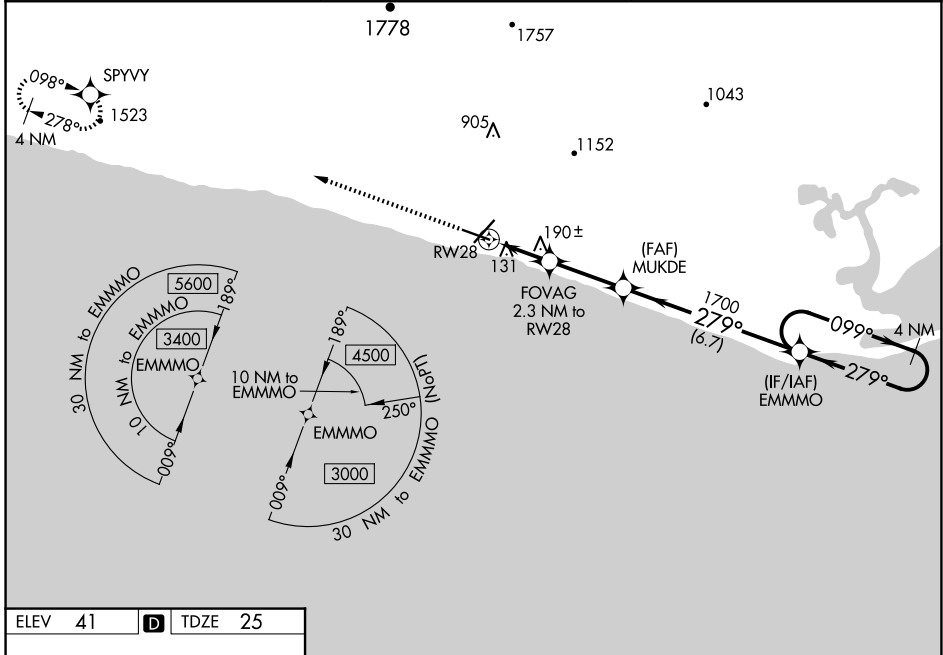 1778
1757
1043
905
1152
098°
SPYVY
1523
278°
4 NM
RW28
131
190±
(FAF)
MUKDE
FOVAG
2.3 NM to
RW28
1700
279°
(6.7)
099°
4 NM
279°
(IF/IAF)
EMMMO
30 NM to EMMMO
5600
189°
10 NM to EMMMO
3400
EMMMO
009°
189°
4500
10 NM to
EMMMO
250°
EMMMO
009°
3000
30 NM to EMMMO (NoPT)
ELEV 41 D TDZE 25